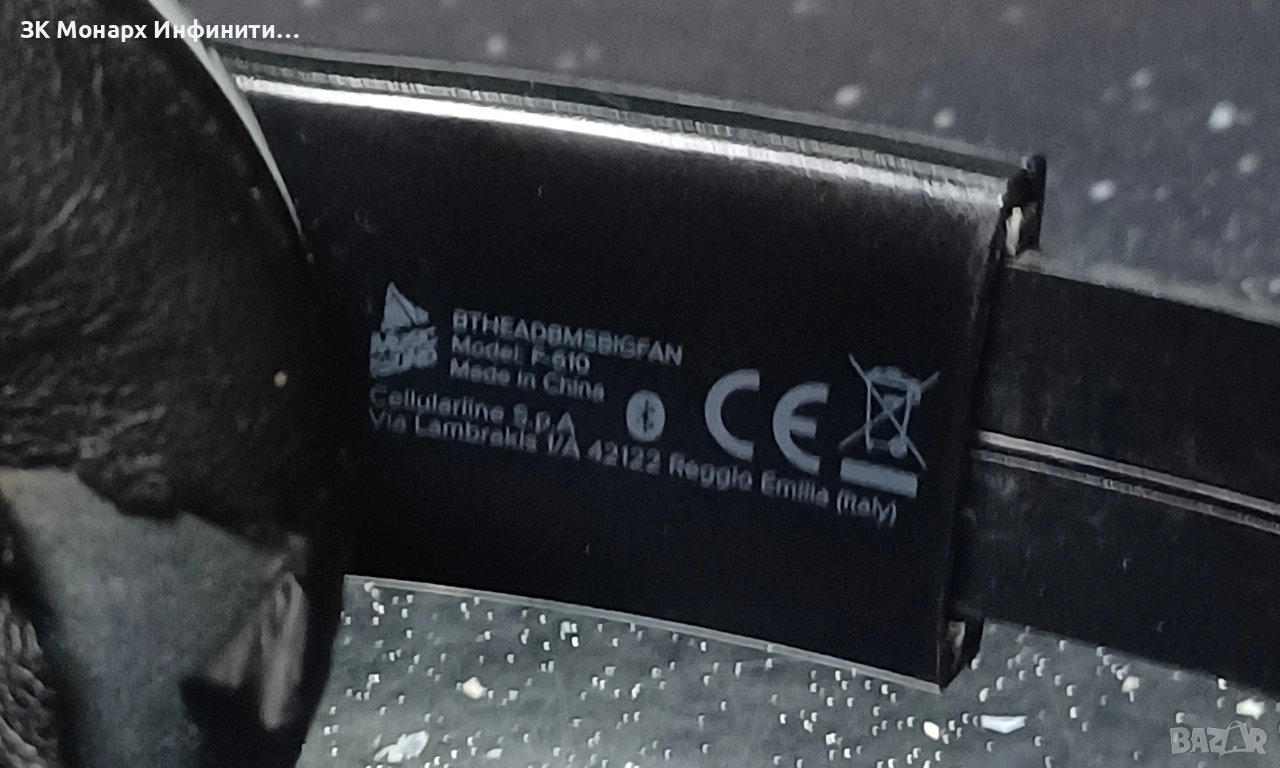 ЗК Монарх Инфинити...
BTHEADBMSBIGFAN
Model: F-610
Made in China
Cellularline S.p.A
Via Lambrakis 1/A 42122 Reggio Emilia (Italy)
CE
BAZAR